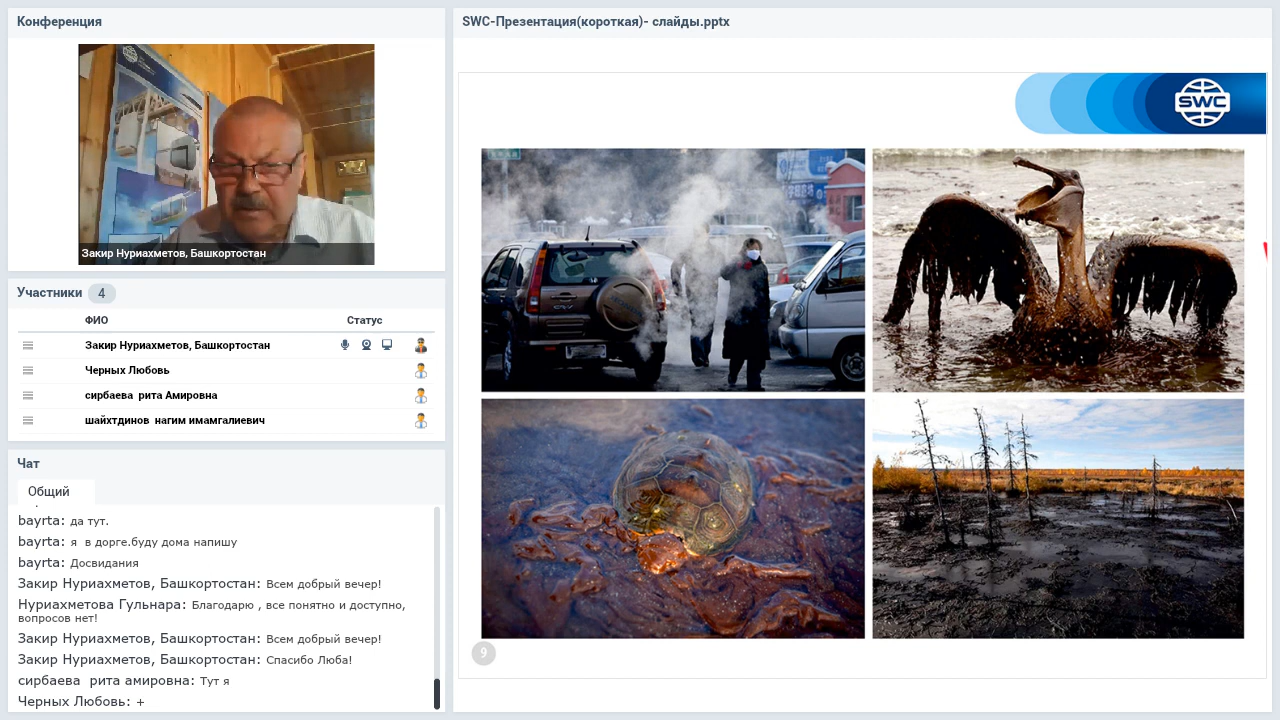 Конференция
Закир Нуриахметов, Башкортостан
Участники 4
ФИО Статус
Закир Нуриахметов, Башкортостан
Черных Любовь
сирбаева рита Амировна
шайхтдинов нагим имамгалиевич
Чат
Общий
bayrta: да тут.
bayrta: я в дорге.буду дома напишу
bayrta: Досвидания
Закир Нуриахметов, Башкортостан: Всем добрый вечер!
Нуриахметова Гульнара: Благодарю , все понятно и доступно,
вопросов нет!
Закир Нуриахметов, Башкортостан: Всем добрый вечер!
Закир Нуриахметов, Башкортостан: Спасибо Люба!
сирбаева рита амировна: Тут я
Черных Любовь: +
SWC-Презентация(короткая)- слайды.pptx
SWC
9